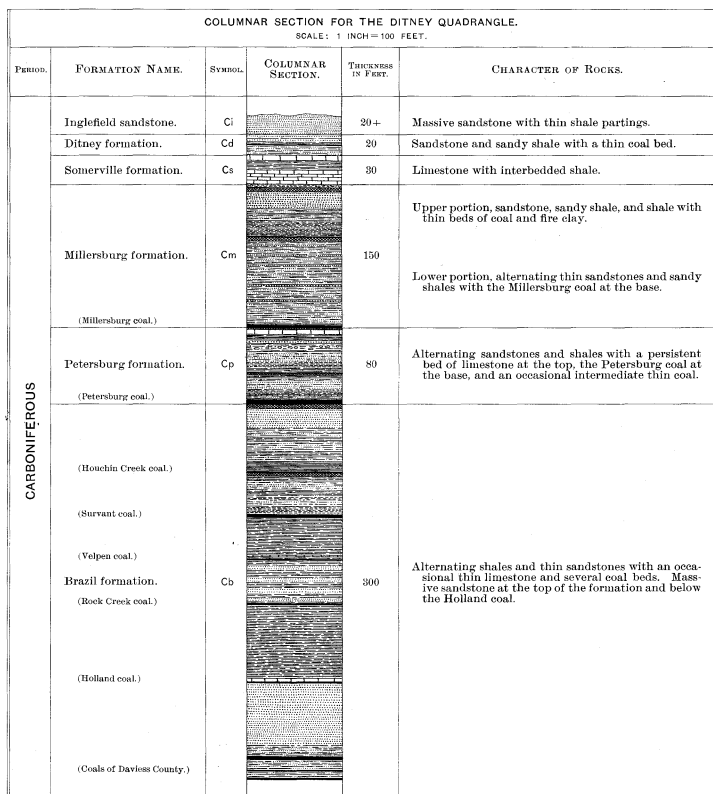 COLUMNAR SECTION FOR THE DITNEY QUADRANGLE.
SCALE: 1 INCH=100 FEET.
PERIOD.
FORMATION NAME.
SYMBOL.
COLUMNAR
SECTION.
THICKNESS
IN FEET.
CHARACTER OF ROCKS.
CARBONIFEROUS
Inglefield sandstone.
Ci
20+
Massive sandstone with thin shale partings.
Ditney formation.
Cd
20
Sandstone and sandy shale with a thin coal bed.
Somerville formation.
Cs
30
Limestone with interbedded shale.
Millersburg formation.
Cm
150
Upper portion, sandstone, sandy shale, and shale with
thin beds of coal and fire clay.
Lower portion, alternating thin sandstones and sandy
shales with the Millersburg coal at the base.
(Millersburg coal.)
Petersburg formation.
Cp
80
Alternating sandstones and shales with a persistent
bed of limestone at the top, the Petersburg coal at
the base, and an occasional intermediate thin coal.
(Petersburg coal.)
(Houchin Creek coal.)
(Survant coal.)
(Velpen coal.)
Brazil formation.
Cb
300
Alternating shales and thin sandstones with an occa-
sional thin limestone and several coal beds. Mass-
ive sandstone at the top of the formation and below
the Holland coal.
(Rock Creek coal.)
(Holland coal.)
(Coals of Daviess County.)